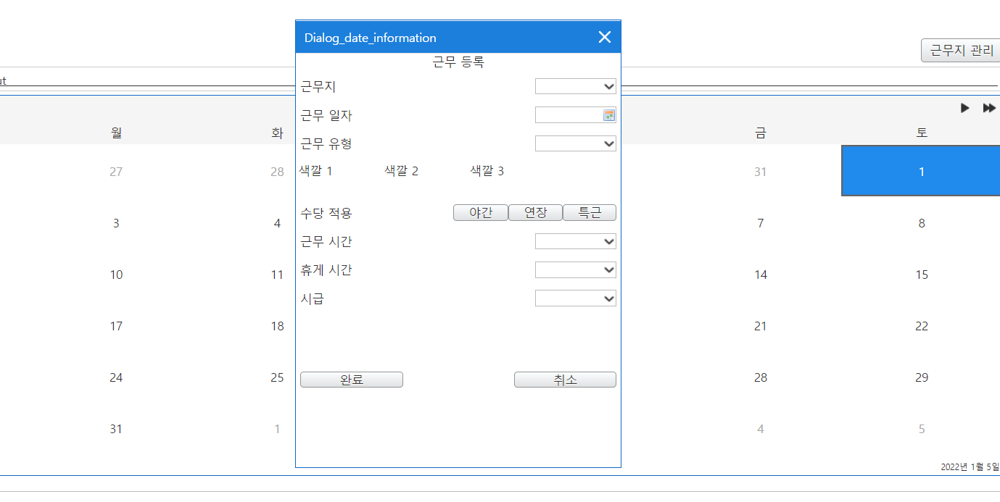 Dialog_date_information
근무 등록
근무지 관리
ut
근무지
근무 일자
근무 유형
색깔 1 색깔 2 색깔 3
수당 적용 야간 연장 특근
근무 시간
휴게 시간
시급
완료 취소
월 화 금 토
27 28 31 1
3 4 7 8
10 11 14 15
17 18 21 22
24 25 28 29
31 1 4 5
2022년 1월 5일